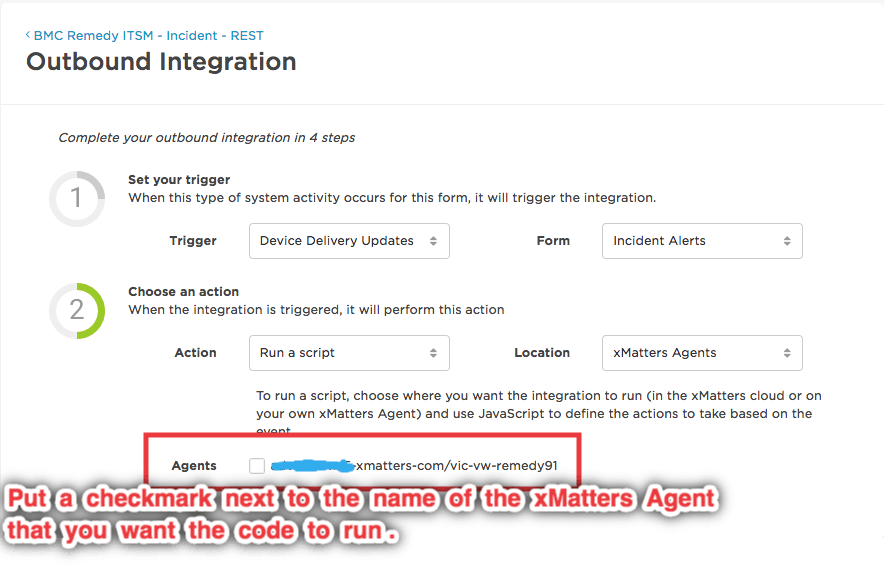 < BMC Remedy ITSM - Incident - REST
Outbound Integration
Complete your outbound integration in 4 steps
1
Set your trigger
When this type of system activity occurs for this form, it will trigger the integration.
Trigger Device Delivery Updates Form Incident Alerts
2
Choose an action
When the integration is triggered, it will perform this action
Action Run a script Location xMatters Agents
To run a script, choose where you want the integration to run (in the xMatters cloud or on
your own xMatters Agent) and use JavaScript to define the actions to take based on the
event
Agents -xmatters-com/vic-vw-remedy91
Put a checkmark next to the name of the xMatters Agent
that you want the code to run.